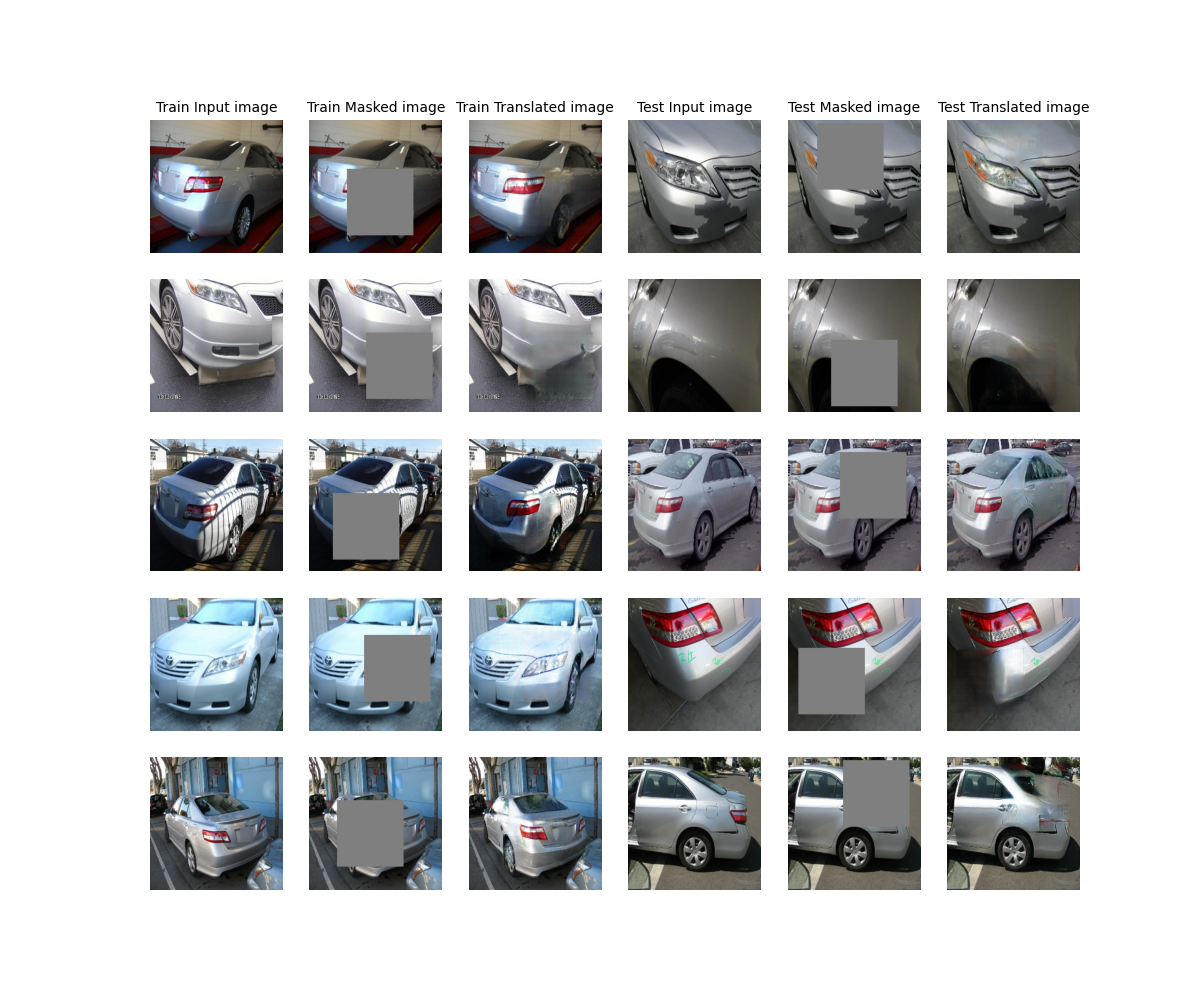 Train Input image
Train Masked image
Train Translated image
Test Input image
Test Masked image
Test Translated image